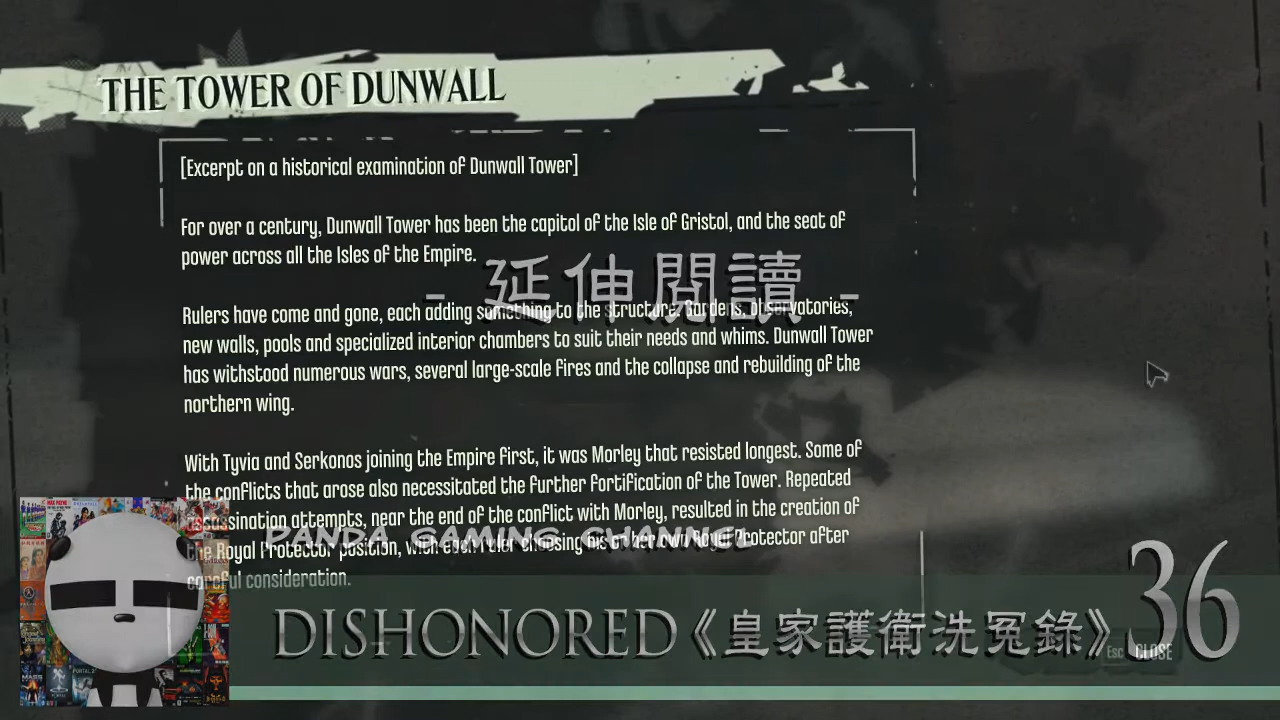 THE TOWER OF DUNWALL
[Excerpt on a historical examination of Dunwall Tower]
For over a century, Dunwall Tower has been the capitol of the Isle of Gristol, and the seat of
power across all the Isles of the Empire.
- 延伸閱讀 -
Rulers have come and gone, each adding something to the structure. Gardens, observatories,
new walls, pools and specialized interior chambers to suit their needs and whims. Dunwall Tower
has withstood numerous wars, several large-scale fires and the collapse and rebuilding of the
northern wing.
With Tyvia and Serkonos joining the Empire first, it was Morley that resisted longest. Some of
the conflicts that arose also necessitated the further fortification of the Tower. Repeated
assassination attempts, near the end of the conflict with Morley, resulted in the creation of
the Royal Protector position, with each ruler choosing his or her own Royal Protector after
careful consideration.
PANDA GAMING CHANNEL
DISHONORED《皇家護衛洗冤錄》36
Esc CLOSE